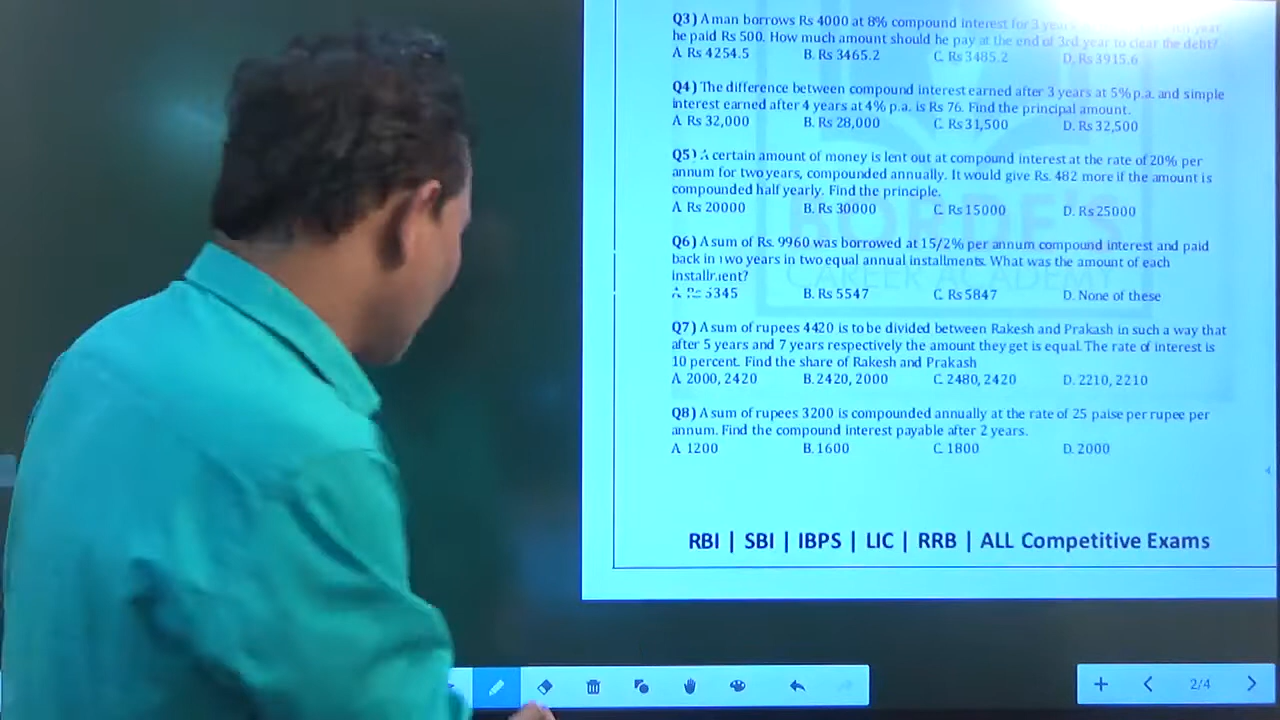 Q3) A man borrows Rs 4000 at 8% compound interest for 3 years
he paid Rs 500. How much amount should he pay at the end of 3rd year to clear the debt?
A. Rs 4254.5 B. Rs 3465.2 C. Rs 3485.2 D. Rs 3915.6
Q4) The difference between compound interest earned after 3 years at 5% p.a. and simple
interest earned after 4 years at 4% p.a. is Rs 76. Find the principal amount.
A. Rs 32,000 B. Rs 28,000 C. Rs 31,500 D. Rs 32,500
Q5) A certain amount of money is lent out at compound interest at the rate of 20% per
annum for two years, compounded annually. It would give Rs. 482 more if the amount is
compounded half yearly. Find the principle.
A. Rs 20000 B. Rs 30000 C. Rs 15000 D. Rs 25000
Q6) A sum of Rs. 9960 was borrowed at 15/2% per annum compound interest and paid
back in two years in two equal annual installments. What was the amount of each
installment?
A. Rs 5345 B. Rs 5547 C. Rs 5847 D. None of these
Q7) A sum of rupees 4420 is to be divided between Rakesh and Prakash in such a way that
after 5 years and 7 years respectively the amount they get is equal. The rate of interest is
10 percent. Find the share of Rakesh and Prakash
A. 2000, 2420 B. 2420, 2000 C. 2480, 2420 D. 2210, 2210
Q8) A sum of rupees 3200 is compounded annually at the rate of 25 paise per rupee per
annum. Find the compound interest payable after 2 years.
A. 1200 B. 1600 C. 1800 D. 2000
CAREER ACADEMY
RBI | SBI | IBPS | LIC | RRB | ALL Competitive Exams
2/4